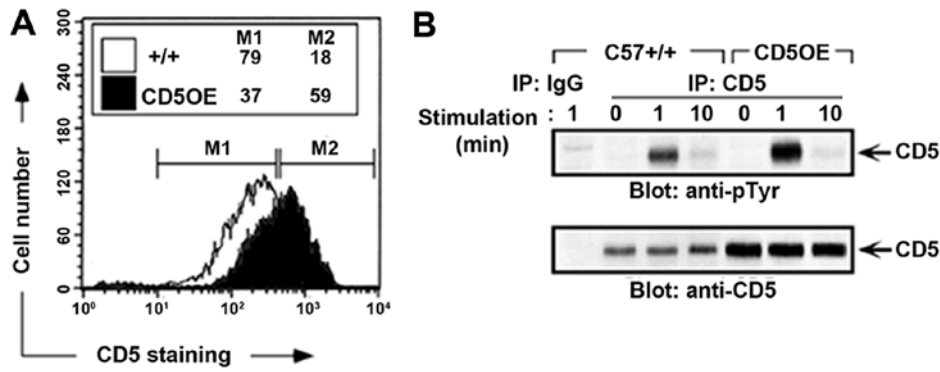 A
300
240
180
120
60
0
Cell number
M1 M2
+/+ 79 18
CD5OE 37 59
M1 M2
10⁰ 10¹ 10² 10³ 10⁴
CD5 staining
B
C57+/+ CD5OE
IP: IgG IP: CD5
Stimulation : 1 0 1 10 0 1 10
(min)
CD5
Blot: anti-pTyr
CD5
Blot: anti-CD5